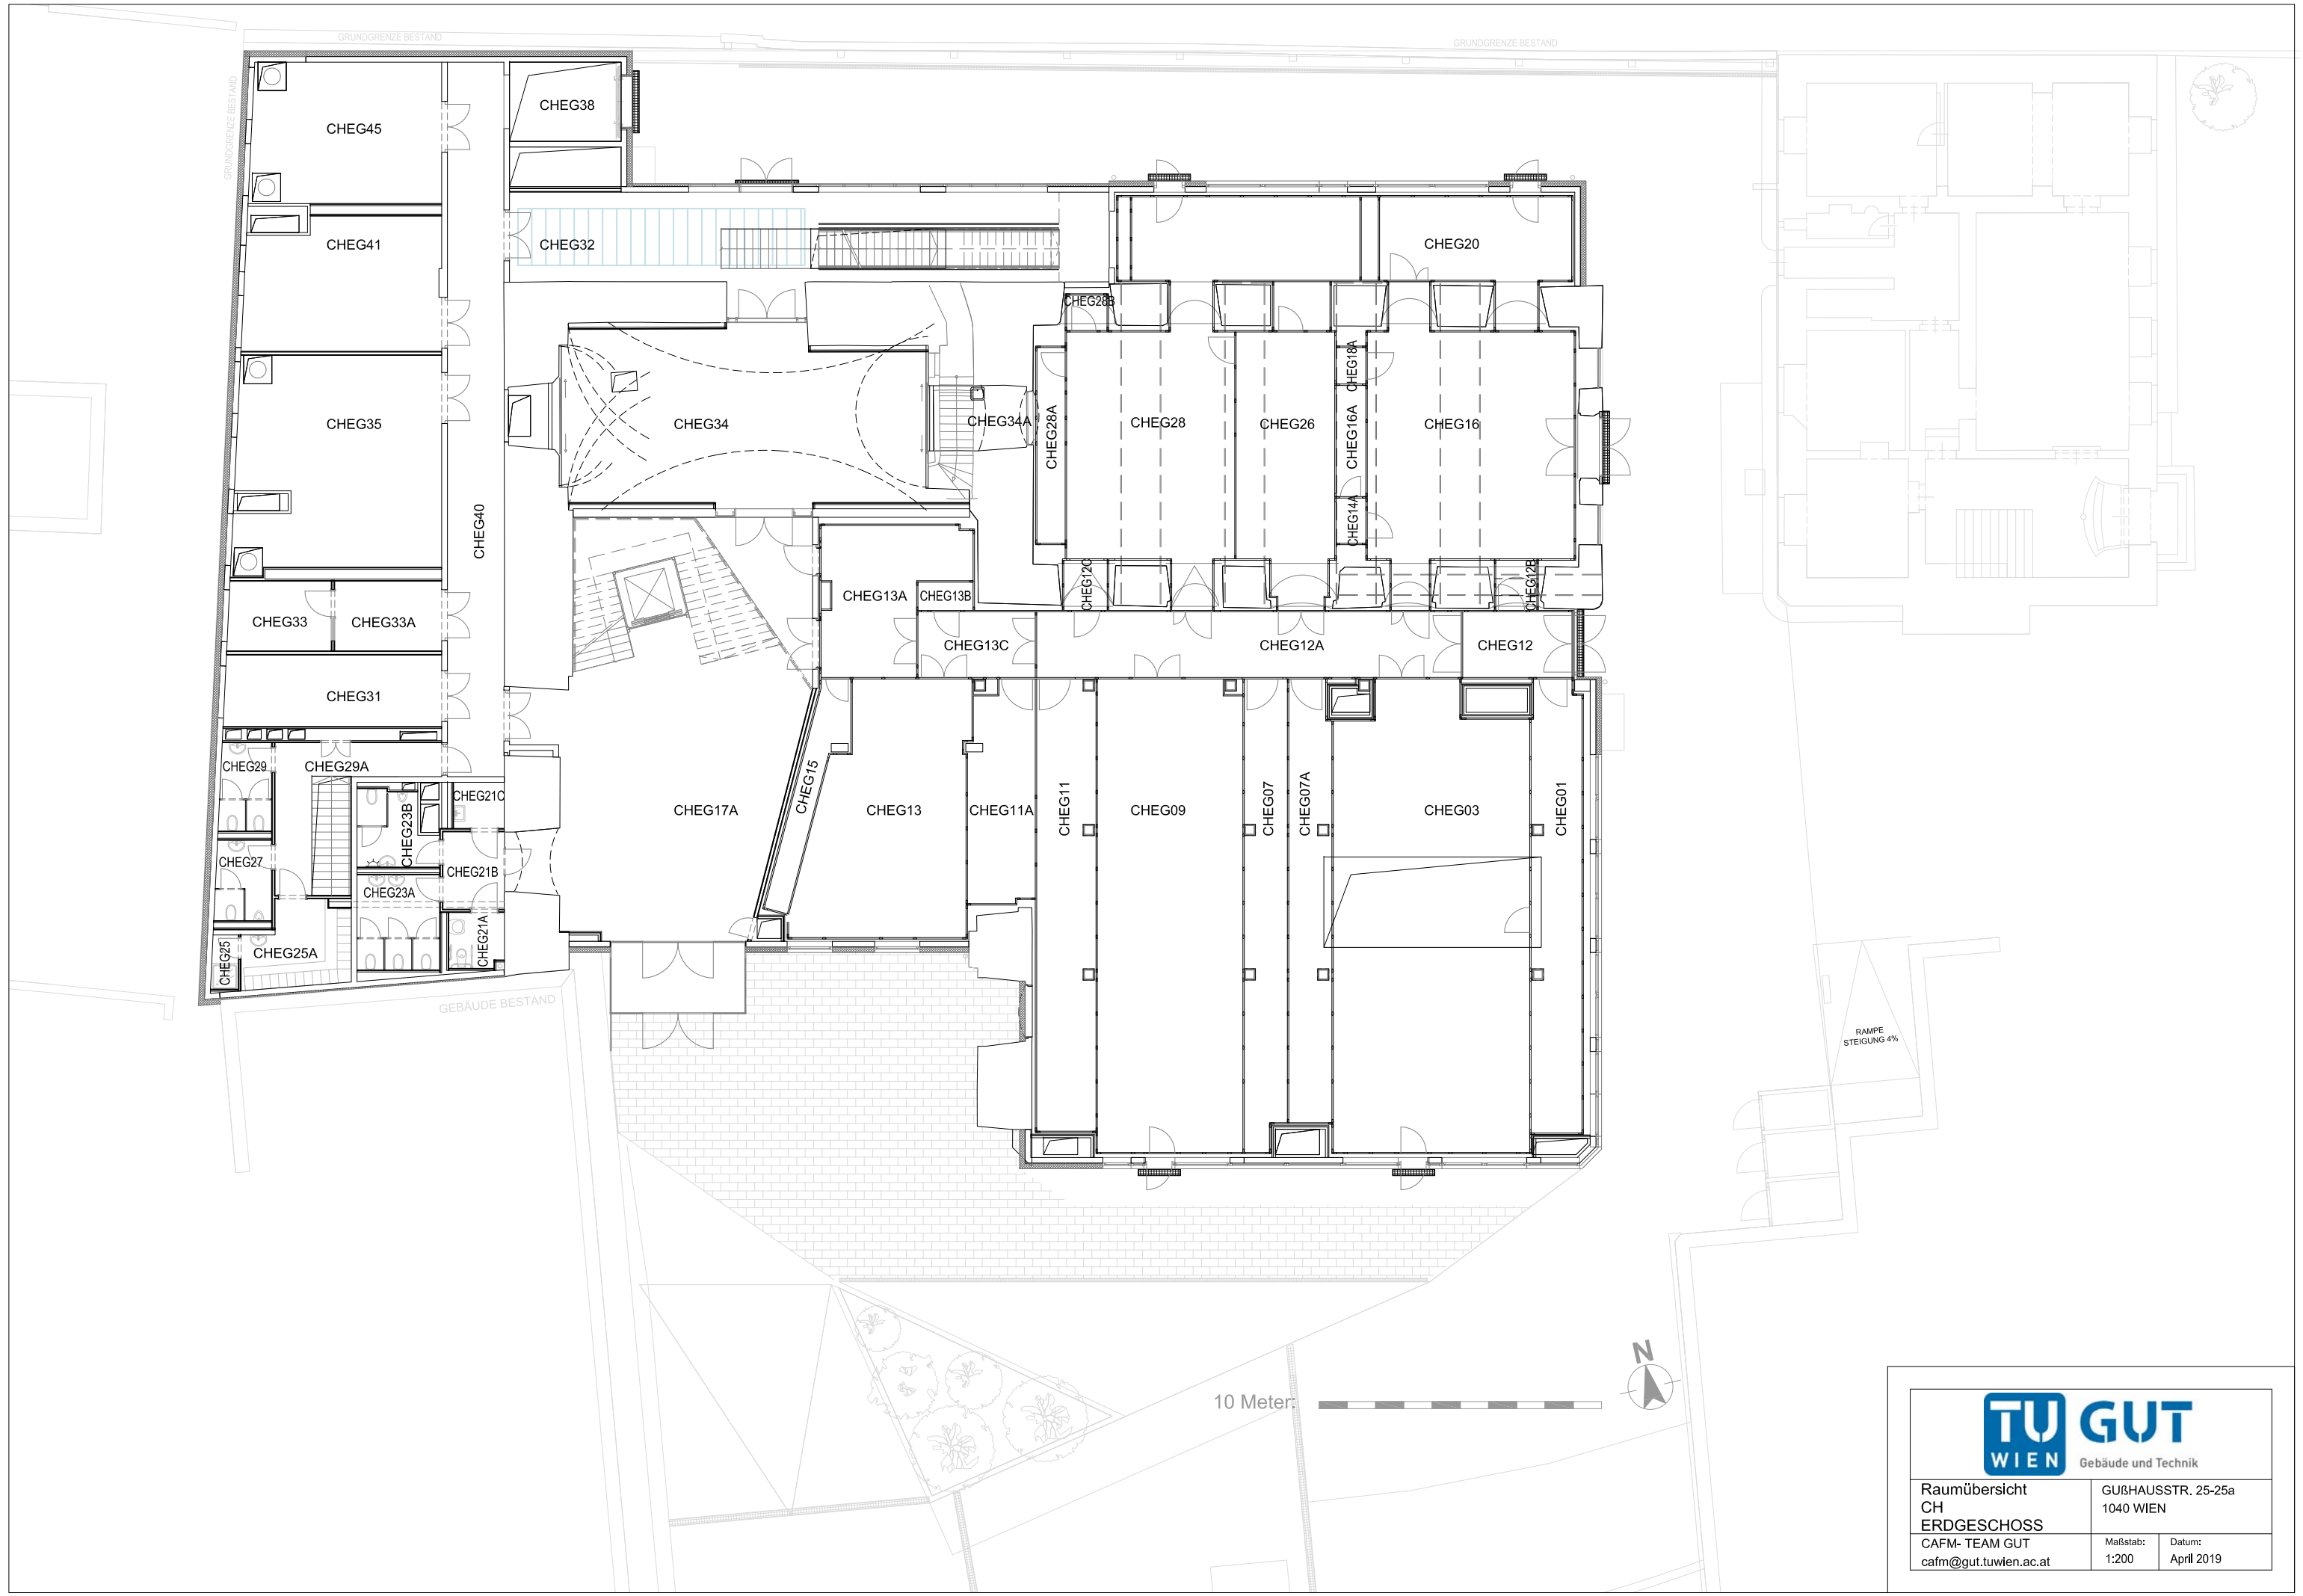 GRUNDGRENZE BESTAND
GRUNDGRENZE BESTAND
GRUNDGRENZE BESTAND
CHEG38
CHEG45
CHEG41
CHEG32
CHEG20
CHEG28B
CHEG18A
CHEG35
CHEG34
CHEG34A
CHEG28A
CHEG28
CHEG26
CHEG16A
CHEG16
CHEG14A
CHEG40
CHEG12C
CHEG12B
CHEG13A
CHEG13B
CHEG33
CHEG33A
CHEG13C
CHEG12A
CHEG12
CHEG31
CHEG29
CHEG29A
CHEG21C
CHEG23B
CHEG17A
CHEG15
CHEG13
CHEG11A
CHEG11
CHEG09
CHEG07
CHEG07A
CHEG03
CHEG01
CHEG27
CHEG21B
CHEG23A
CHEG21A
CHEG25
CHEG25A
GEBÄUDE BESTAND
RAMPE
STEIGUNG 4%
N
10 Meter:
TU
WIEN
GUT
Gebäude und Technik
Raumübersicht
CH
ERDGESCHOSS
GUßHAUSSTR. 25-25a
1040 WIEN
CAFM- TEAM GUT
cafm@gut.tuwien.ac.at
Maßstab:
1:200
Datum:
April 2019